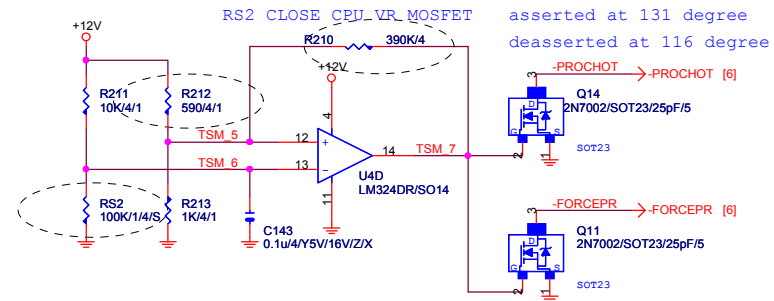 RS2 CLOSE CPU VR MOSFET
asserted at 131 degree
deasserted at 116 degree
+12V
R210
390K/4
+12V
R211
10K/4/1
R212
590/4/1
-PROCHOT
-PROCHOT [6]
3
Q14
2N7002/SOT23/25pF/5
D
G
S
2
1
SOT23
TSM_5
12
4
+
TSM_6
13
-
14
TSM_7
U4D
LM324DR/SO14
11
RS2
100K/1/4/S
R213
1K/4/1
C143
0.1u/4/Y5V/16V/Z/X
-FORCEPR
-FORCEPR [6]
3
Q11
2N7002/SOT23/25pF/5
D
G
S
2
1
SOT23